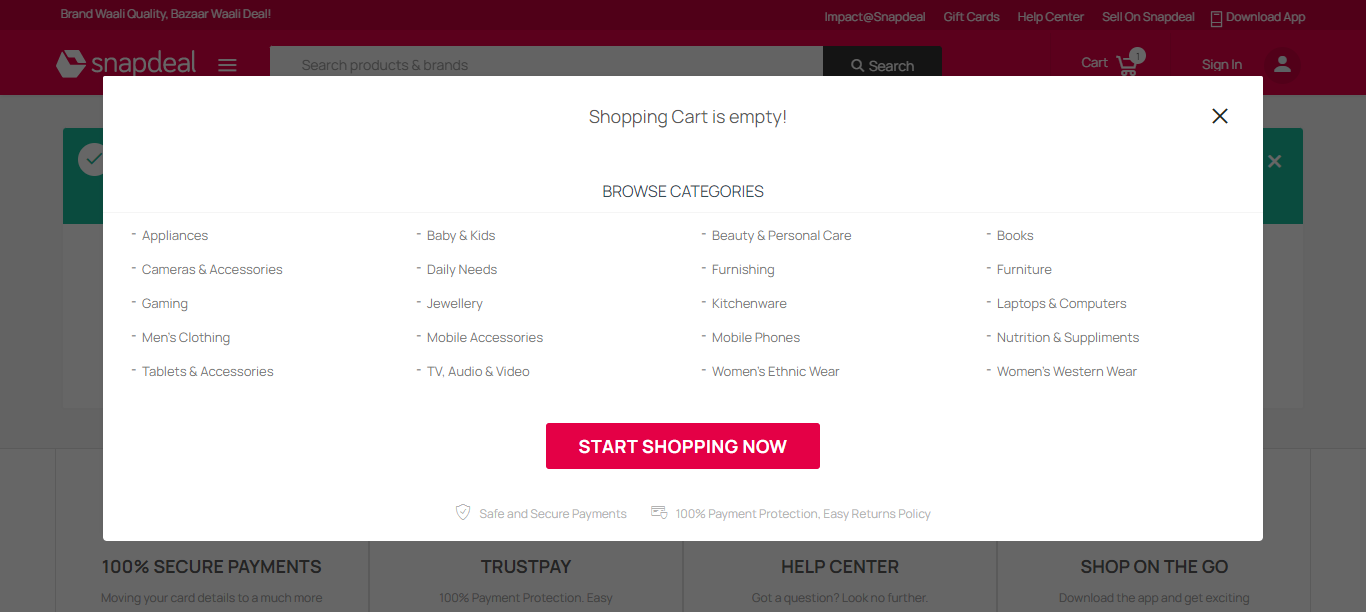 Brand Waali Quality, Bazaar Waali Deal!
Impact@Snapdeal Gift Cards Help Center Sell On Snapdeal Download App
snapdeal
Search products & brands
Search
Cart 1
Sign In
Shopping Cart is empty!
BROWSE CATEGORIES
- Appliances - Baby & Kids - Beauty & Personal Care - Books
- Cameras & Accessories - Daily Needs - Furnishing - Furniture
- Gaming - Jewellery - Kitchenware - Laptops & Computers
- Men's Clothing - Mobile Accessories - Mobile Phones - Nutrition & Suppliments
- Tablets & Accessories - TV, Audio & Video - Women's Ethnic Wear - Women's Western Wear
START SHOPPING NOW
Safe and Secure Payments 100% Payment Protection, Easy Returns Policy
100% SECURE PAYMENTS TRUSTPAY HELP CENTER SHOP ON THE GO
Moving your card details to a much more 100% Payment Protection. Easy Got a question? Look no further. Download the app and get exciting